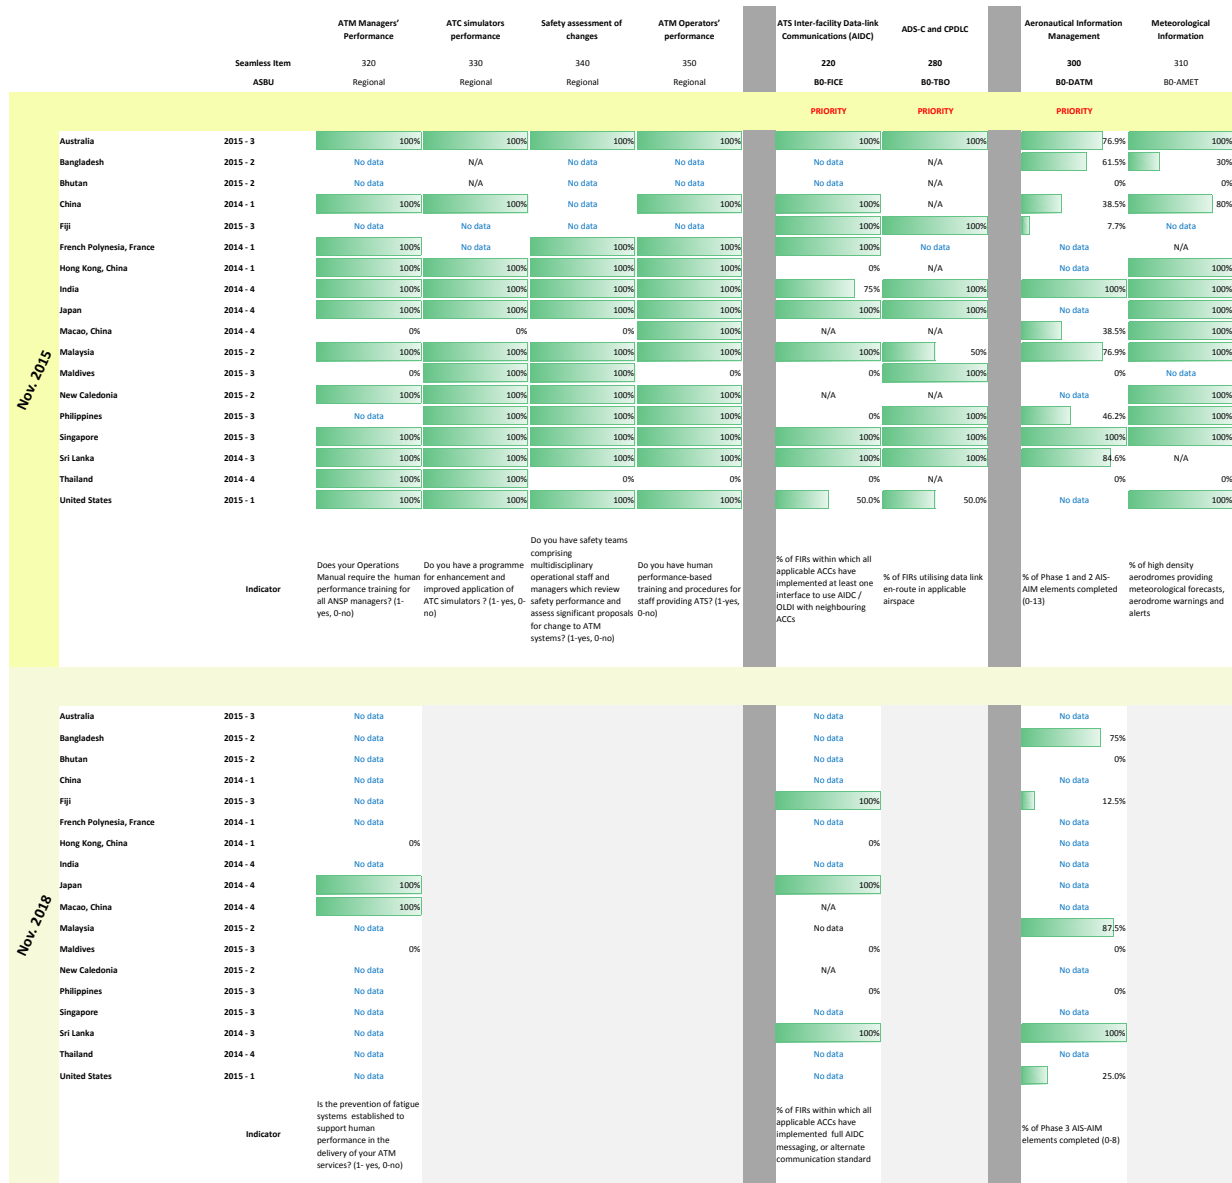 ATM Managers' Performance ATC simulators performance Safety assessment of changes ATM Operators' performance ATS Inter-facility Data-link Communications (AIDC) ADS-C and CPDLC Aeronautical Information Management Meteorological Information
Seamless Item 320 330 340 350 220 280 300 310
ASBU Regional Regional Regional Regional B0-FICE B0-TBO B0-DATM B0-AMET
PRIORITY PRIORITY PRIORITY
Nov. 2015
Australia 2015 - 3 100% 100% 100% 100% 100% 100% 76.9% 100%
Bangladesh 2015 - 2 No data N/A No data No data No data N/A 61.5% 30%
Bhutan 2015 - 2 No data N/A No data No data No data N/A 0% 0%
China 2014 - 1 100% 100% No data 100% 100% N/A 38.5% 80%
Fiji 2015 - 3 No data No data No data No data 100% 100% 7.7% No data
French Polynesia, France 2014 - 1 100% No data 100% 100% 100% No data No data N/A
Hong Kong, China 2014 - 1 100% 100% 100% 100% 0% N/A No data 100%
India 2014 - 4 100% 100% 100% 100% 75% 100% 100% 100%
Japan 2014 - 4 100% 100% 100% 100% 100% 100% No data 100%
Macao, China 2014 - 4 0% 0% 0% 100% N/A N/A 38.5% 100%
Malaysia 2015 - 2 100% 100% 100% 100% 100% 50% 76.9% 100%
Maldives 2015 - 3 0% 100% 100% 0% 0% 100% 0% No data
New Caledonia 2015 - 2 100% 100% 100% 100% N/A N/A No data 100%
Philippines 2015 - 3 No data 100% 100% 100% 0% 100% 46.2% 100%
Singapore 2015 - 3 100% 100% 100% 100% 100% 100% 100% 100%
Sri Lanka 2014 - 3 100% 100% 100% 100% 100% 100% 84.6% N/A
Thailand 2014 - 4 100% 100% 0% 0% 0% N/A 0% 0%
United States 2015 - 1 100% 100% 100% 100% 50.0% 50.0% No data 100%
Indicator
Does your Operations
Manual require the human
performance training for
all ANSP managers? (1-
yes, 0-no)
Do you have a programme
for enhancement and
improved application of
ATC simulators ? (1- yes, 0-
no)
Do you have safety teams
comprising
multidisciplinary
operational staff and
managers which review
safety performance and
assess significant proposals
for change to ATM
systems? (1-yes, 0-no)
Do you have human
performance-based
training and procedures for
staff providing ATS? (1-yes,
0-no)
% of FIRs within which all
applicable ACCs have
implemented at least one
interface to use AIDC /
OLDI with neighbouring
ACCs
% of FIRs utilising data link
en-route in applicable
airspace
% of Phase 1 and 2 AIS-
AIM elements completed
(0-13)
% of high density
aerodromes providing
meteorological forecasts,
aerodrome warnings and
alerts
Nov. 2018
Australia 2015 - 3 No data No data No data
Bangladesh 2015 - 2 No data No data 75%
Bhutan 2015 - 2 No data No data 0%
China 2014 - 1 No data No data No data
Fiji 2015 - 3 No data 100% 12.5%
French Polynesia, France 2014 - 1 No data No data No data
Hong Kong, China 2014 - 1 0% 0% No data
India 2014 - 4 No data No data No data
Japan 2014 - 4 100% 100% No data
Macao, China 2014 - 4 100% N/A No data
Malaysia 2015 - 2 No data No data 87.5%
Maldives 2015 - 3 0% 0% 0%
New Caledonia 2015 - 2 No data N/A No data
Philippines 2015 - 3 No data 0% 0%
Singapore 2015 - 3 No data No data No data
Sri Lanka 2014 - 3 No data 100% 100%
Thailand 2014 - 4 No data No data No data
United States 2015 - 1 No data No data 25.0%
Indicator
Is the prevention of fatigue
systems established to
support human
performance in the
delivery of your ATM
services? (1- yes, 0-no)
% of FIRs within which all
applicable ACCs have
implemented full AIDC
messaging, or alternate
communication standard
% of Phase 3 AIS-AIM
elements completed (0-8)